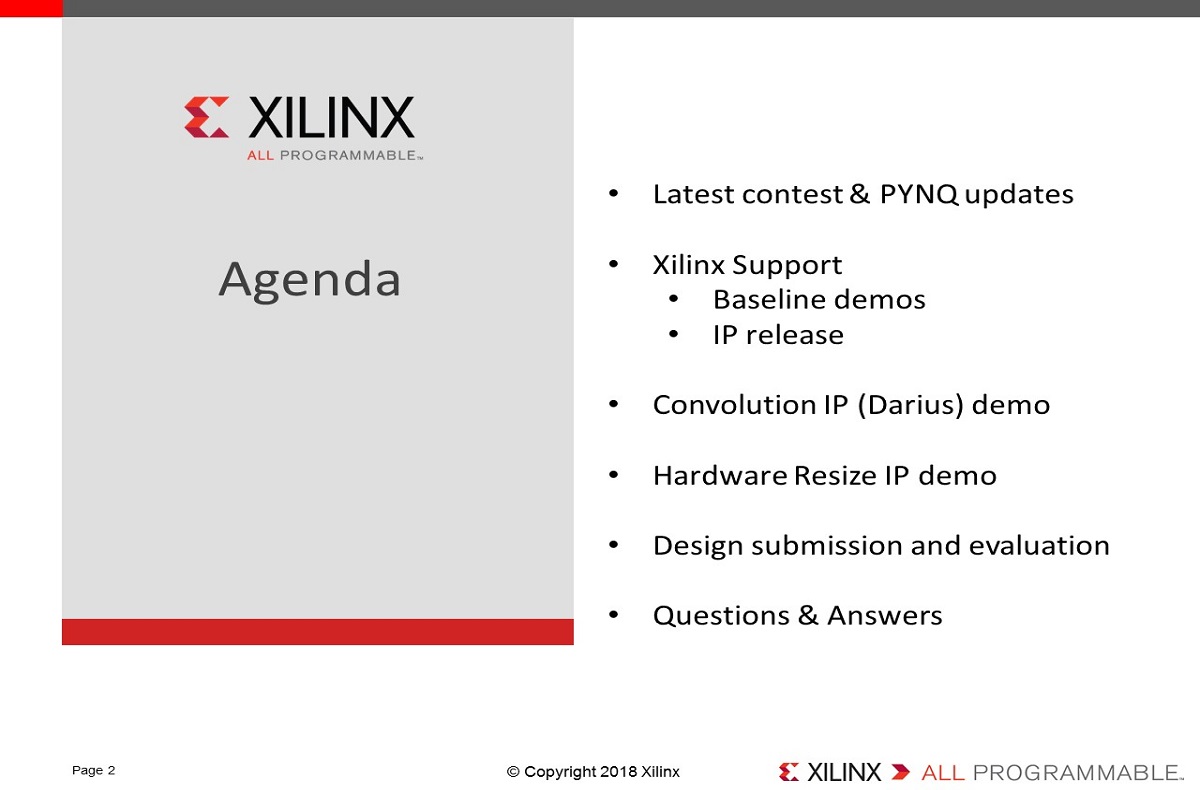 XILINX
ALL PROGRAMMABLE™
Agenda
• Latest contest & PYNQ updates
• Xilinx Support
• Baseline demos
• IP release
• Convolution IP (Darius) demo
• Hardware Resize IP demo
• Design submission and evaluation
• Questions & Answers
Page 2
© Copyright 2018 Xilinx
XILINX ALL PROGRAMMABLE™